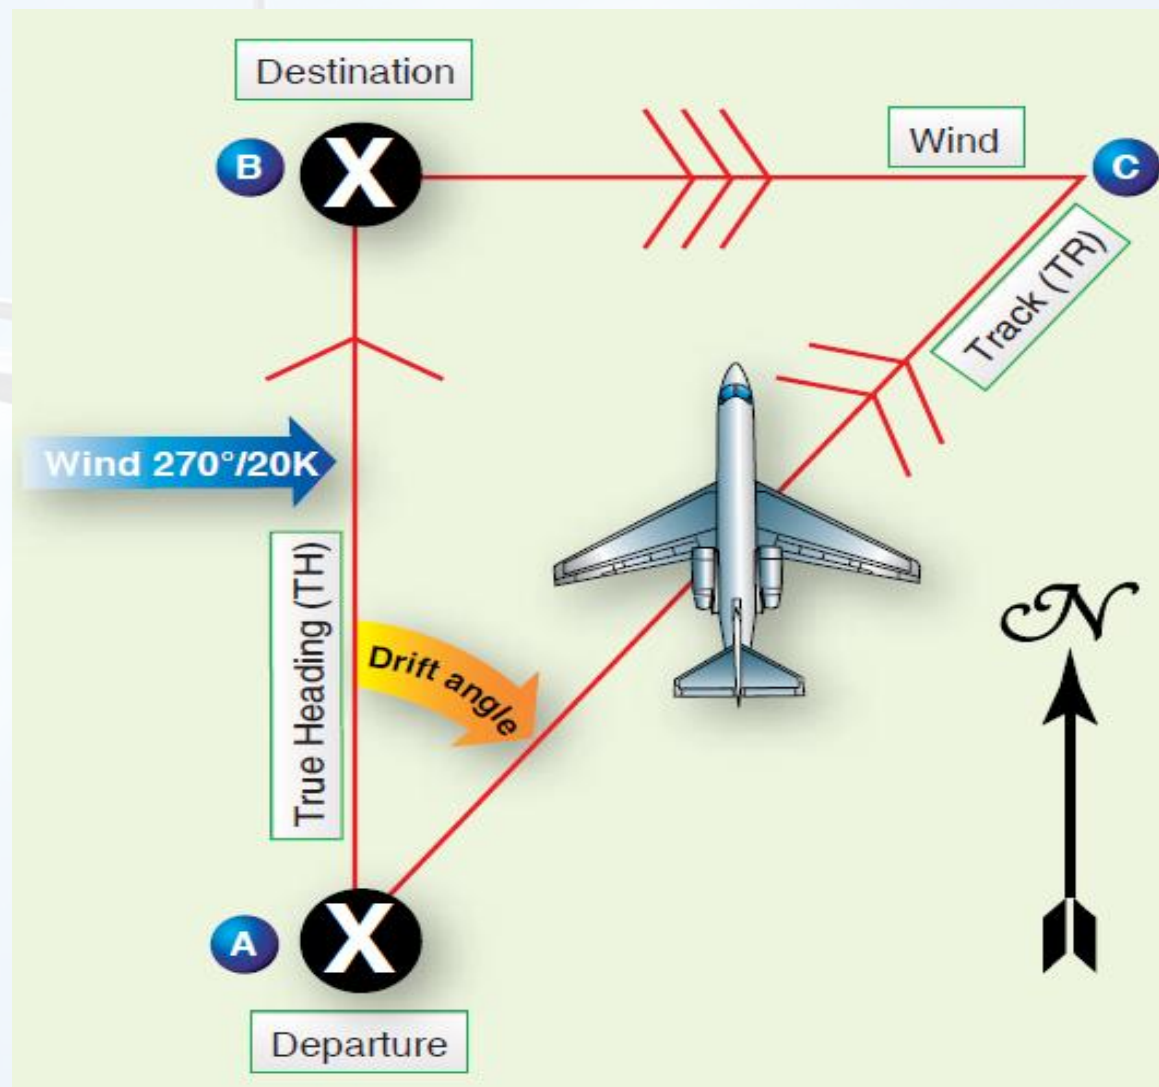 Destination
B
X
Wind
C
Track (TR)
Wind 270°/20K
True Heading (TH)
Drift angle
N
A
X
Departure